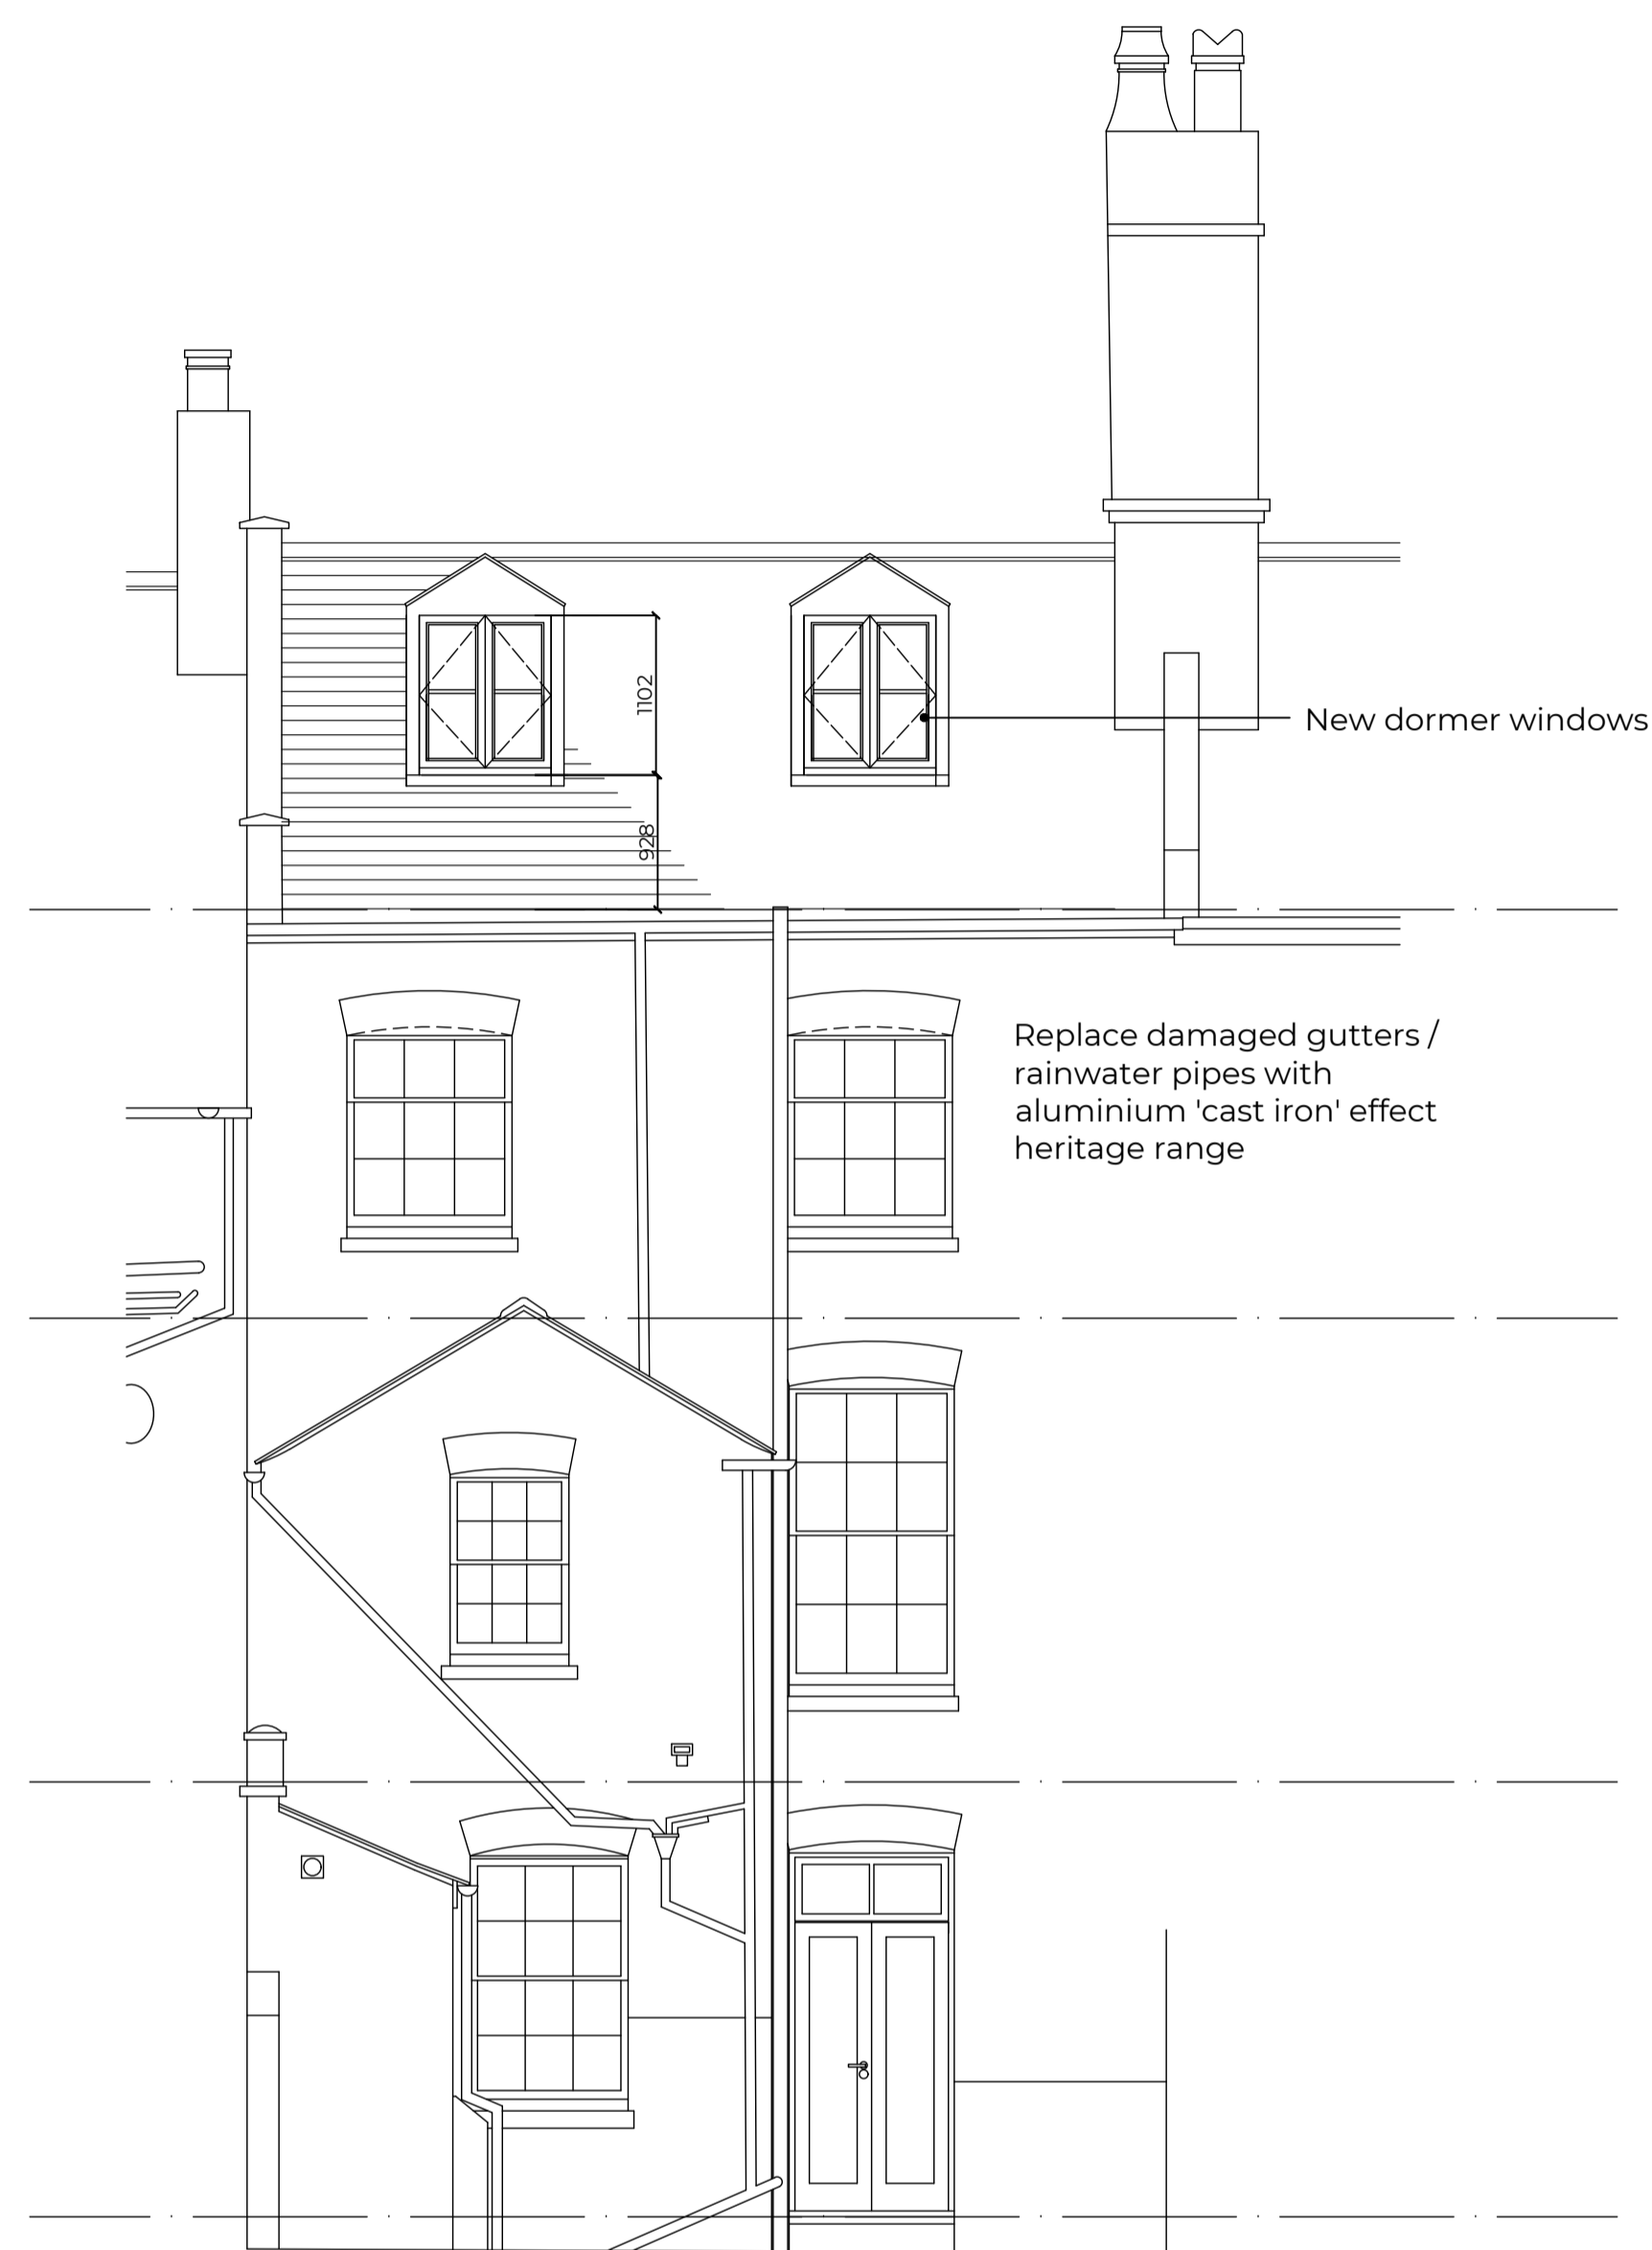 1102
New dormer windows
928
Replace damaged gutters /
rainwater pipes with
aluminium 'cast iron' effect
heritage range